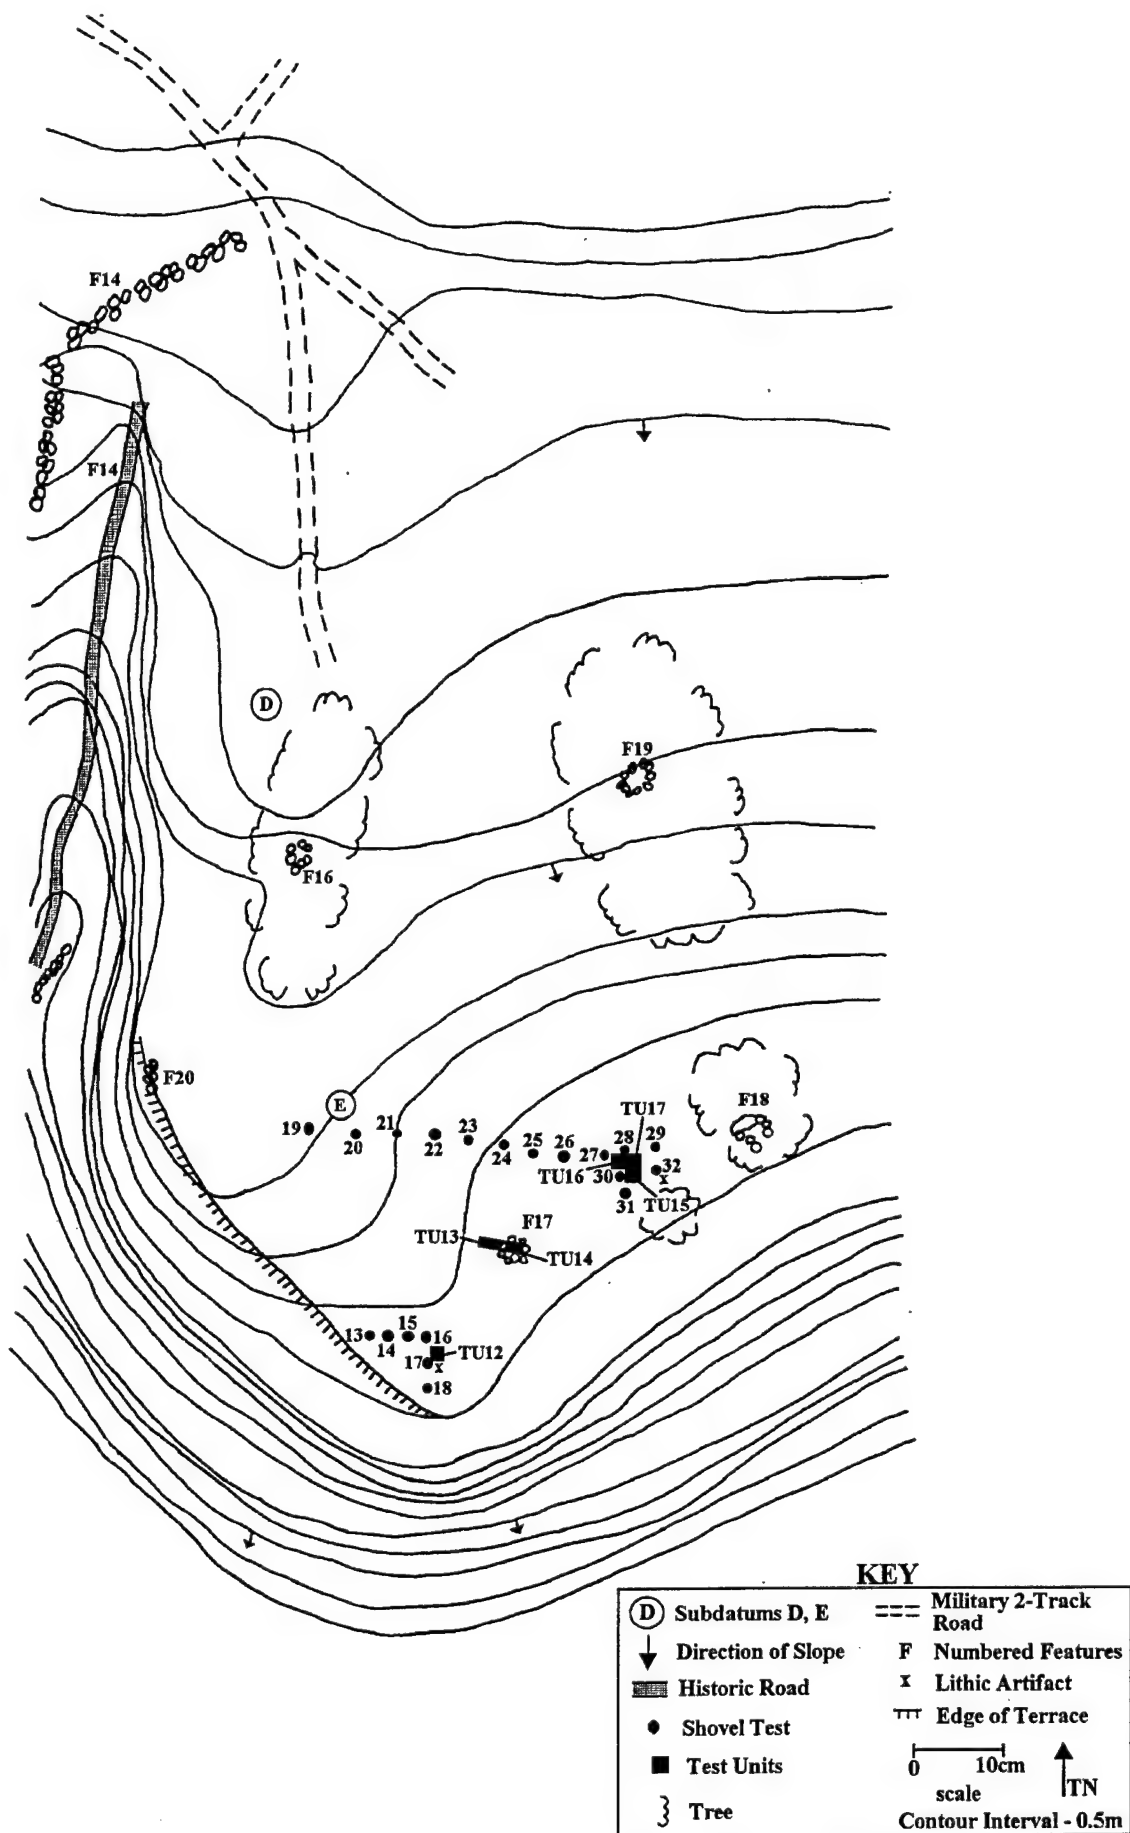 F14
F14
D
F19
F16
F20
E
F18
TU17
19
20
21
22
23
24
25
26
27
28
29
TU16
30
32
x
31
TU15
F17
TU13
TU14
13
14
15
16
TU12
17
x
18
KEY
D Subdatums D, E
Direction of Slope
Historic Road
Shovel Test
Test Units
Tree
Military 2-Track
Road
F Numbered Features
x Lithic Artifact
Edge of Terrace
0 10cm
scale
TN
Contour Interval - 0.5m